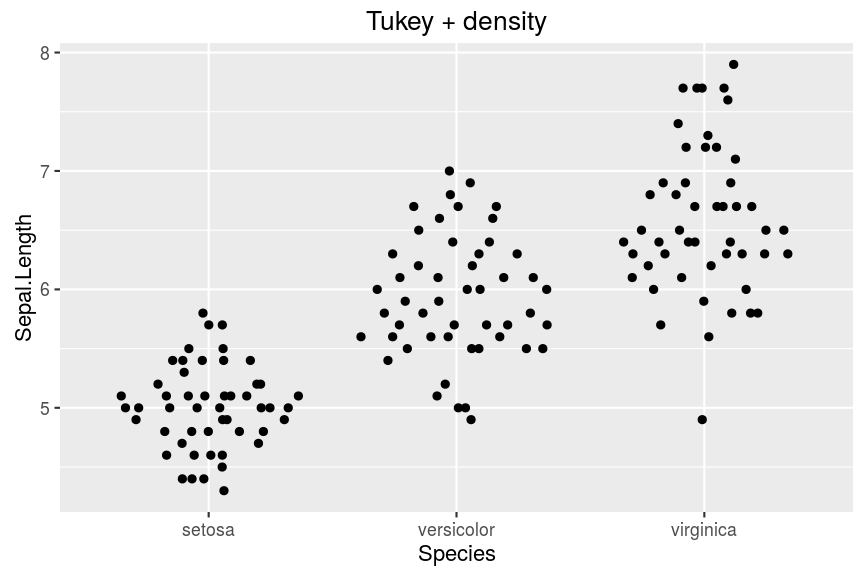 Tukey + density
8
7
6
5
Sepal.Length
setosa versicolor virginica
Species